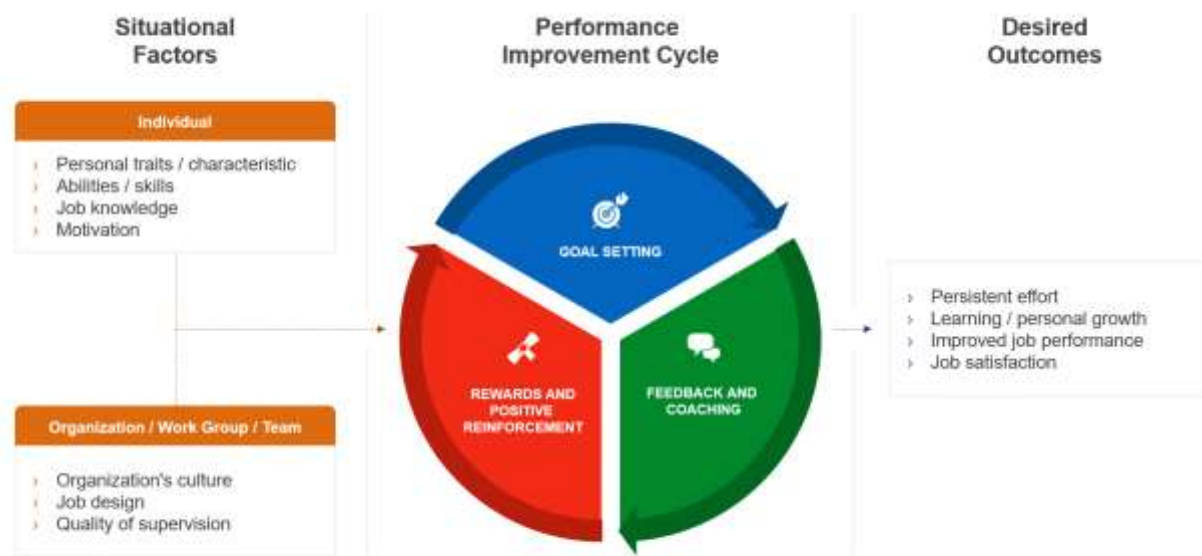 Situational
Factors
Performance
Improvement Cycle
Desired
Outcomes
Individual
› Personal traits / characteristic
› Abilities / skills
› Job knowledge
› Motivation
Organization / Work Group / Team
› Organization's culture
› Job design
› Quality of supervision
GOAL SETTING
REWARDS AND
POSITIVE
REINFORCEMENT
FEEDBACK AND
COACHING
› Persistent effort
› Learning / personal growth
› Improved job performance
› Job satisfaction